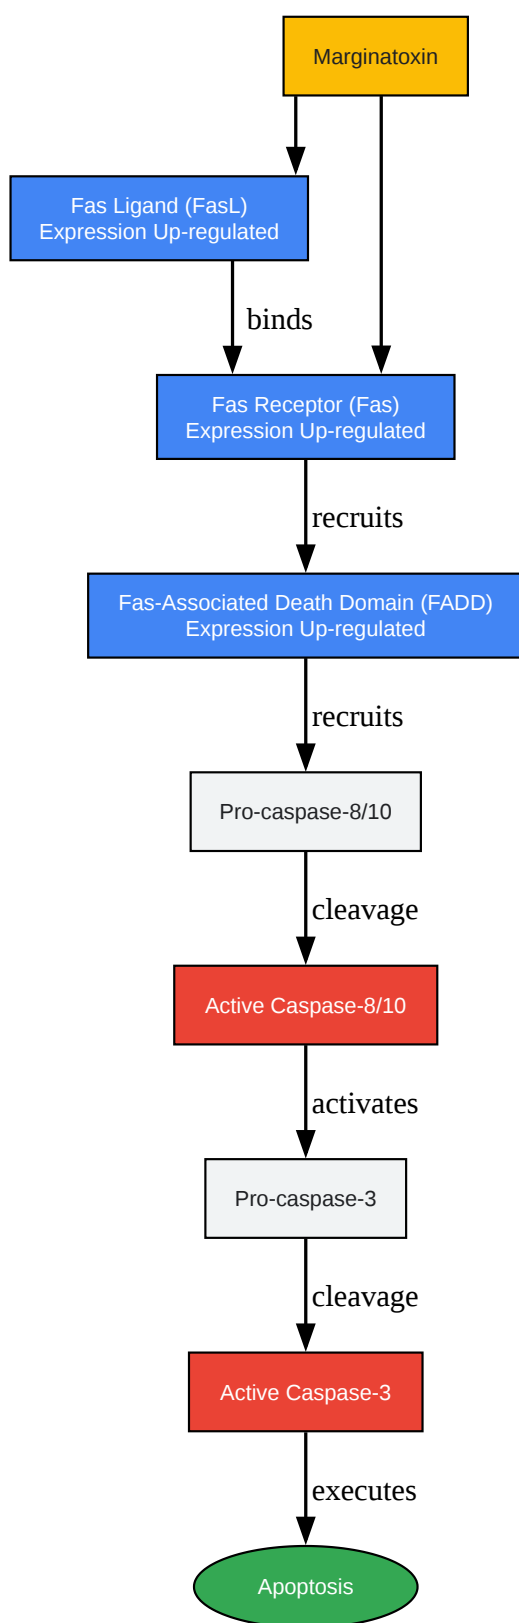 Marginatoxin
Fas Ligand (FasL)
Expression Up-regulated
binds
Fas Receptor (Fas)
Expression Up-regulated
recruits
Fas-Associated Death Domain (FADD)
Expression Up-regulated
recruits
Pro-caspase-8/10
cleavage
Active Caspase-8/10
activates
Pro-caspase-3
cleavage
Active Caspase-3
executes
Apoptosis